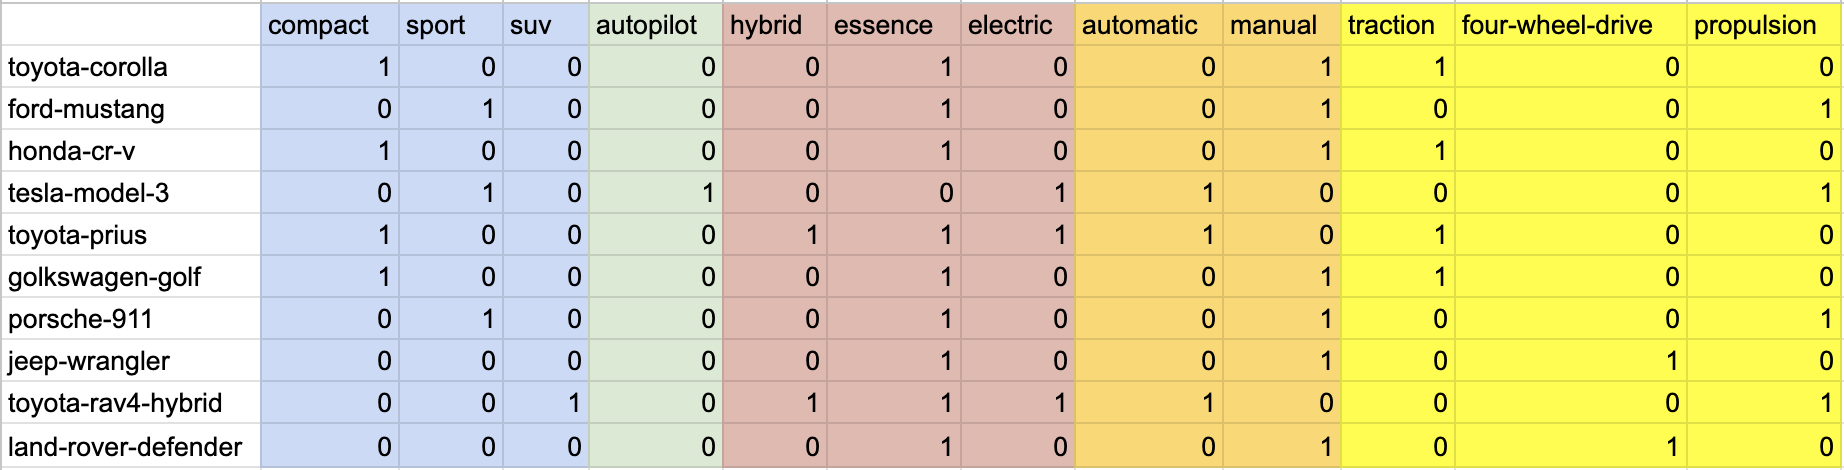 compact sport suv autopilot hybrid essence electric automatic manual traction four-wheel-drive propulsion
toyota-corolla 1 0 0 0 0 1 0 0 1 1 0 0
ford-mustang 0 1 0 0 0 1 0 0 1 0 0 1
honda-cr-v 1 0 0 0 0 1 0 0 1 1 0 0
tesla-model-3 0 1 0 1 0 0 1 1 0 0 0 1
toyota-prius 1 0 0 0 1 1 1 1 0 1 0 0
golkswagen-golf 1 0 0 0 0 1 0 0 1 1 0 0
porsche-911 0 1 0 0 0 1 0 0 1 0 0 1
jeep-wrangler 0 0 0 0 0 1 0 0 1 0 1 0
toyota-rav4-hybrid 0 0 1 0 1 1 1 1 0 0 0 1
land-rover-defender 0 0 0 0 0 1 0 0 1 0 1 0